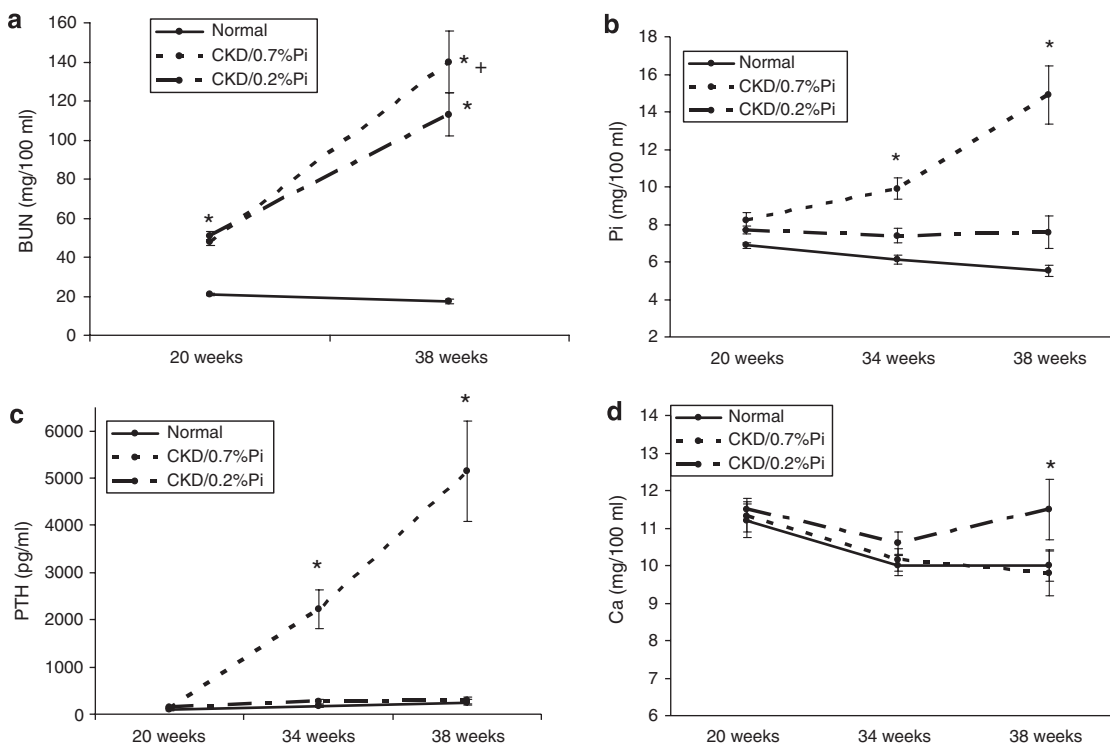 a
BUN (mg/100 ml)
160
140
120
100
80
60
40
20
0
Normal
CKD/0.7%Pi
CKD/0.2%Pi
*
* +
*
20 weeks
38 weeks
b
Pi (mg/100 ml)
18
16
14
12
10
8
6
4
2
Normal
CKD/0.7%Pi
CKD/0.2%Pi
*
*
20 weeks
34 weeks
38 weeks
c
PTH (pg/ml)
6000
5000
4000
3000
2000
1000
0
Normal
CKD/0.7%Pi
CKD/0.2%Pi
*
*
20 weeks
34 weeks
38 weeks
d
Ca (mg/100 ml)
14
13
12
11
10
9
8
7
6
Normal
CKD/0.7%Pi
CKD/0.2%Pi
*
20 weeks
34 weeks
38 weeks